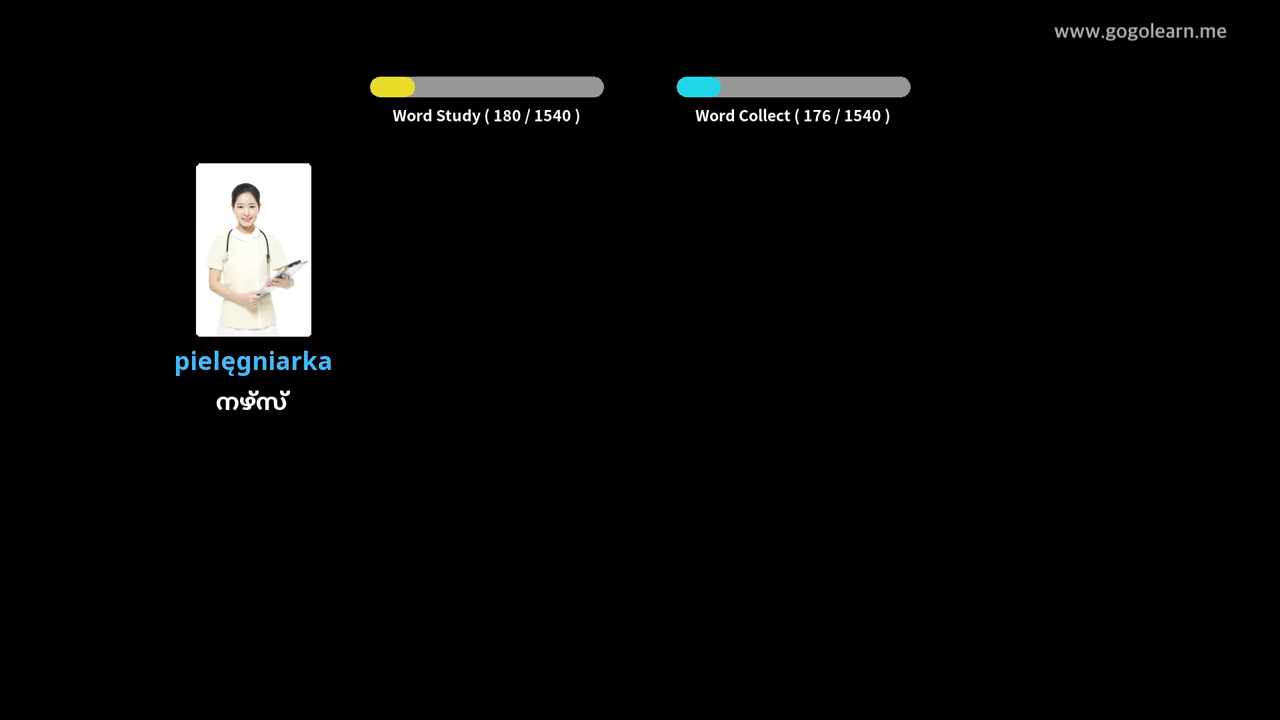 www.gogolearn.me
Word Study ( 180 / 1540 )
Word Collect ( 176 / 1540 )
pielęgniarka
നഴ്സ്